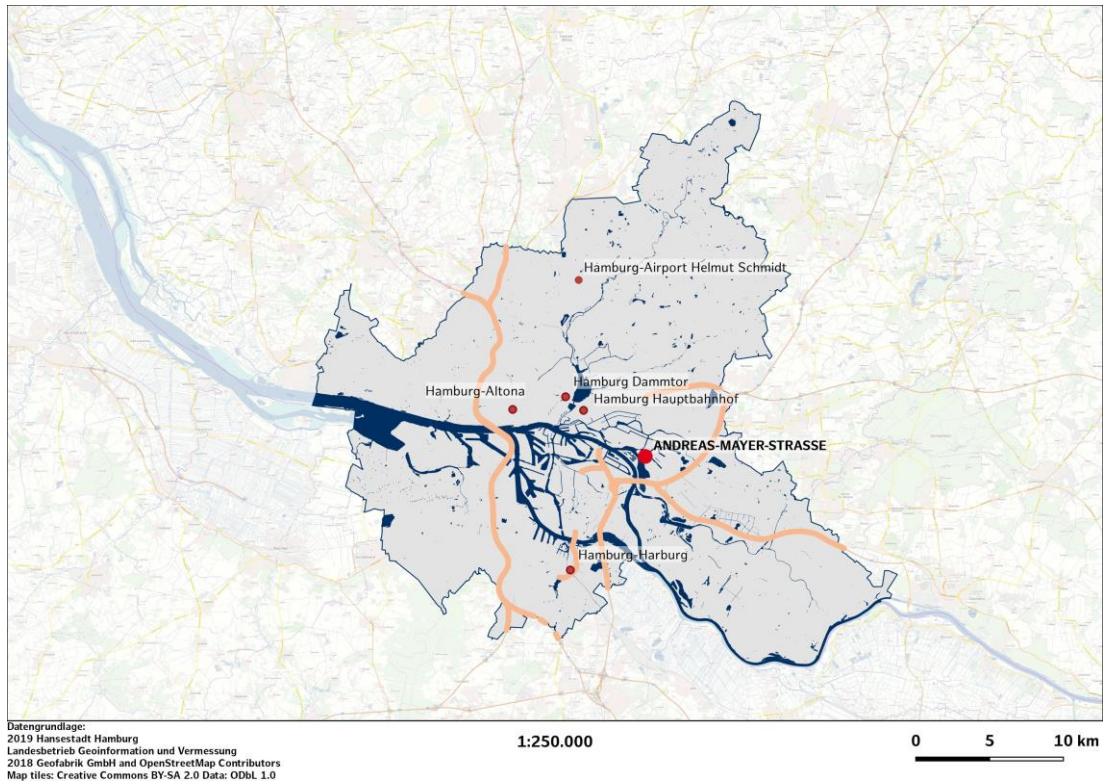 Hamburg-Airport Helmut Schmidt
Hamburg-Altona
Hamburg Dammtor
Hamburg Hauptbahnhof
ANDREAS-MAYER-STRASSE
Hamburg-Harburg
Datengrundlage:
2019 Hansestadt Hamburg
Landesbetrieb Geoinformation und Vermessung
2018 Geofabrik GmbH and OpenStreetMap Contributors
Map tiles: Creative Commons BY-SA 2.0 Data: ODbL 1.0
1:250.000
0 5 10 km